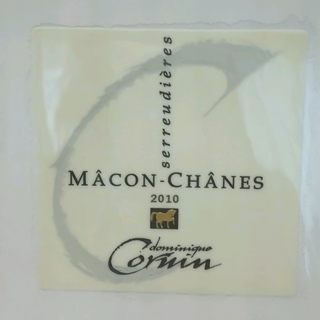 serreudières
MÂCON-CHÂNES
2010
dominique
Cornin